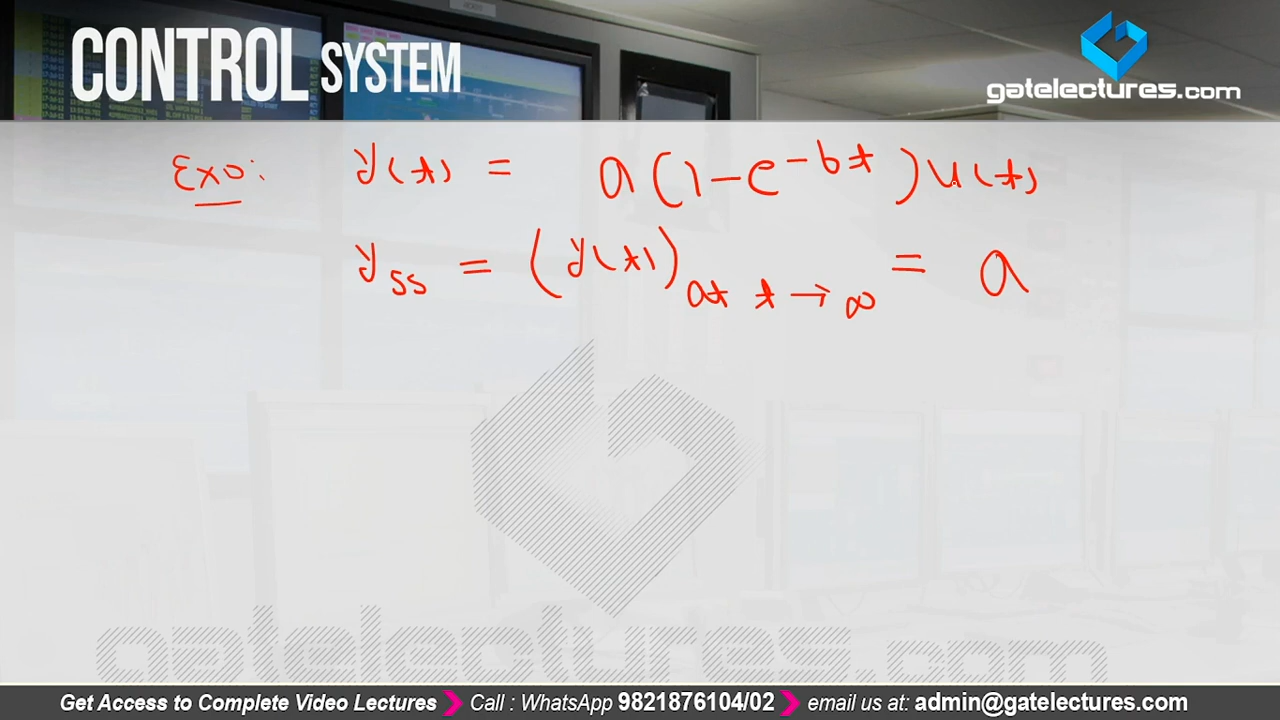 CONTROL SYSTEM
gatelectures.com
Exo: y(t) = a(1-e^-bt)u(t)
yss = (y(t)) at t→∞ = a
gatelectures.com
Get Access to Complete Video Lectures Call : WhatsApp 9821876104/02 email us at: admin@gatelectures.com